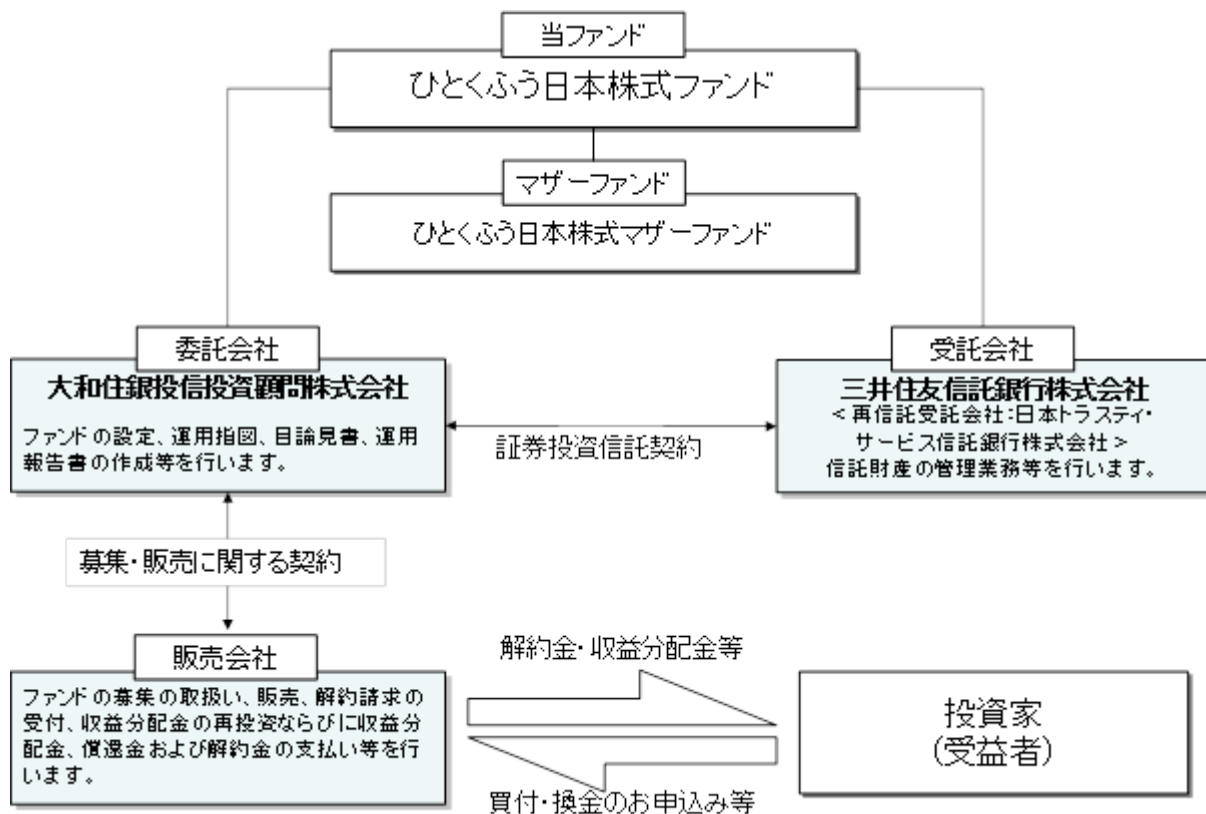 当ファンド
ひとくふう日本株式ファンド
マザーファンド
ひとくふう日本株式マザーファンド
委託会社
大和住銀投信投資顧問株式会社
ファンドの設定、運用指図、目論見書、運用
報告書の作成等を行います。
証券投資信託契約
受託会社
三井住友信託銀行株式会社
<再信託受託会社:日本トラスティ・
サービス信託銀行株式会社>
信託財産の管理業務等を行います。
募集・販売に関する契約
販売会社
ファンドの募集の取扱い、販売、解約請求の
受付、収益分配金の再投資ならびに収益分
配金、償還金および解約金の支払い等を行
います。
解約金・収益分配金等
買付・換金のお申込み等
投資家
(受益者)